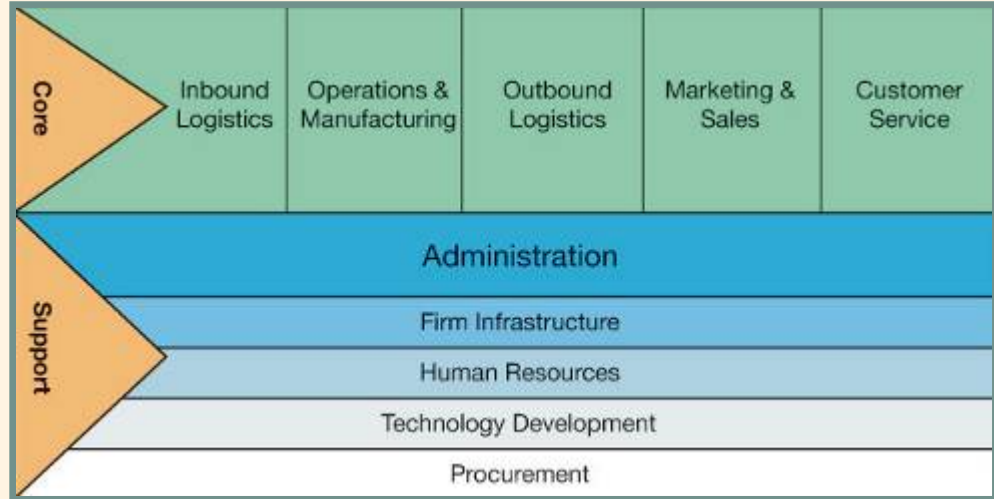 Core
Inbound
Logistics
Operations &
Manufacturing
Outbound
Logistics
Marketing &
Sales
Customer
Service
Support
Administration
Firm Infrastructure
Human Resources
Technology Development
Procurement